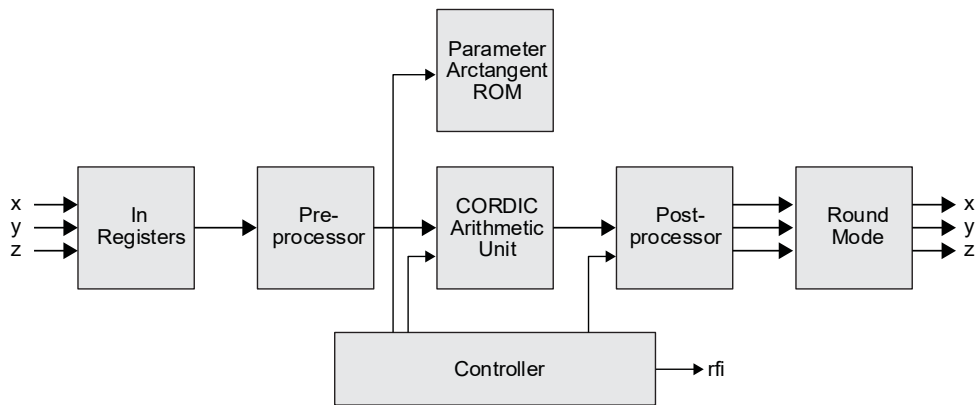 Parameter
Arctangent
ROM
x
y
z
In
Registers
Pre-
processor
CORDIC
Arithmetic
Unit
Post-
processor
Round
Mode
x
y
z
Controller
rfi